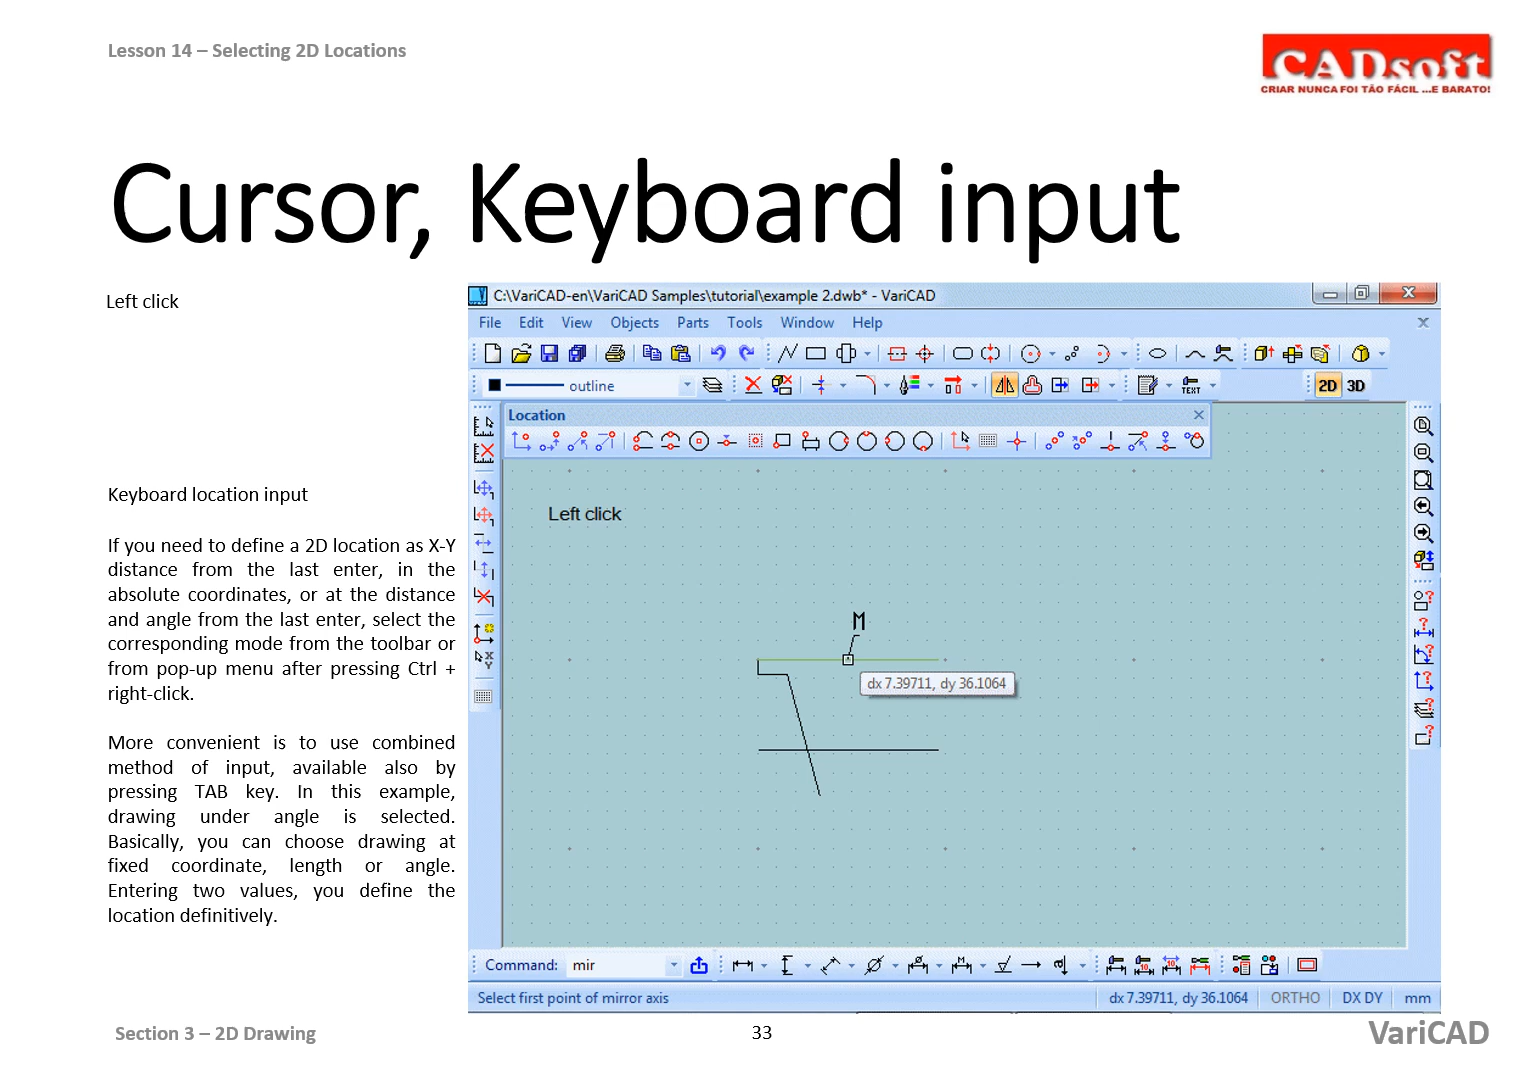 Lesson 14 – Selecting 2D Locations
CADsoft
CRIAR NUNCA FOI TÃO FÁCIL ...E BARATO!
Cursor, Keyboard input
Left click
Keyboard location input
If you need to define a 2D location as X-Y
distance from the last enter, in the
absolute coordinates, or at the distance
and angle from the last enter, select the
corresponding mode from the toolbar or
from pop-up menu after pressing Ctrl +
right-click.
More convenient is to use combined
method of input, available also by
pressing TAB key. In this example,
drawing under angle is selected.
Basically, you can choose drawing at
fixed coordinate, length or angle.
Entering two values, you define the
location definitively.
C:\VariCAD-en\VariCAD Samples\tutorial\example 2.dwb* - VariCAD
File Edit View Objects Parts Tools Window Help
outline
TEXT
2D 3D
Location
Left click
M
dx 7.39711, dy 36.1064
Command: mir
Select first point of mirror axis
dx 7.39711, dy 36.1064 ORTHO DX DY mm
Section 3 – 2D Drawing
33
VariCAD